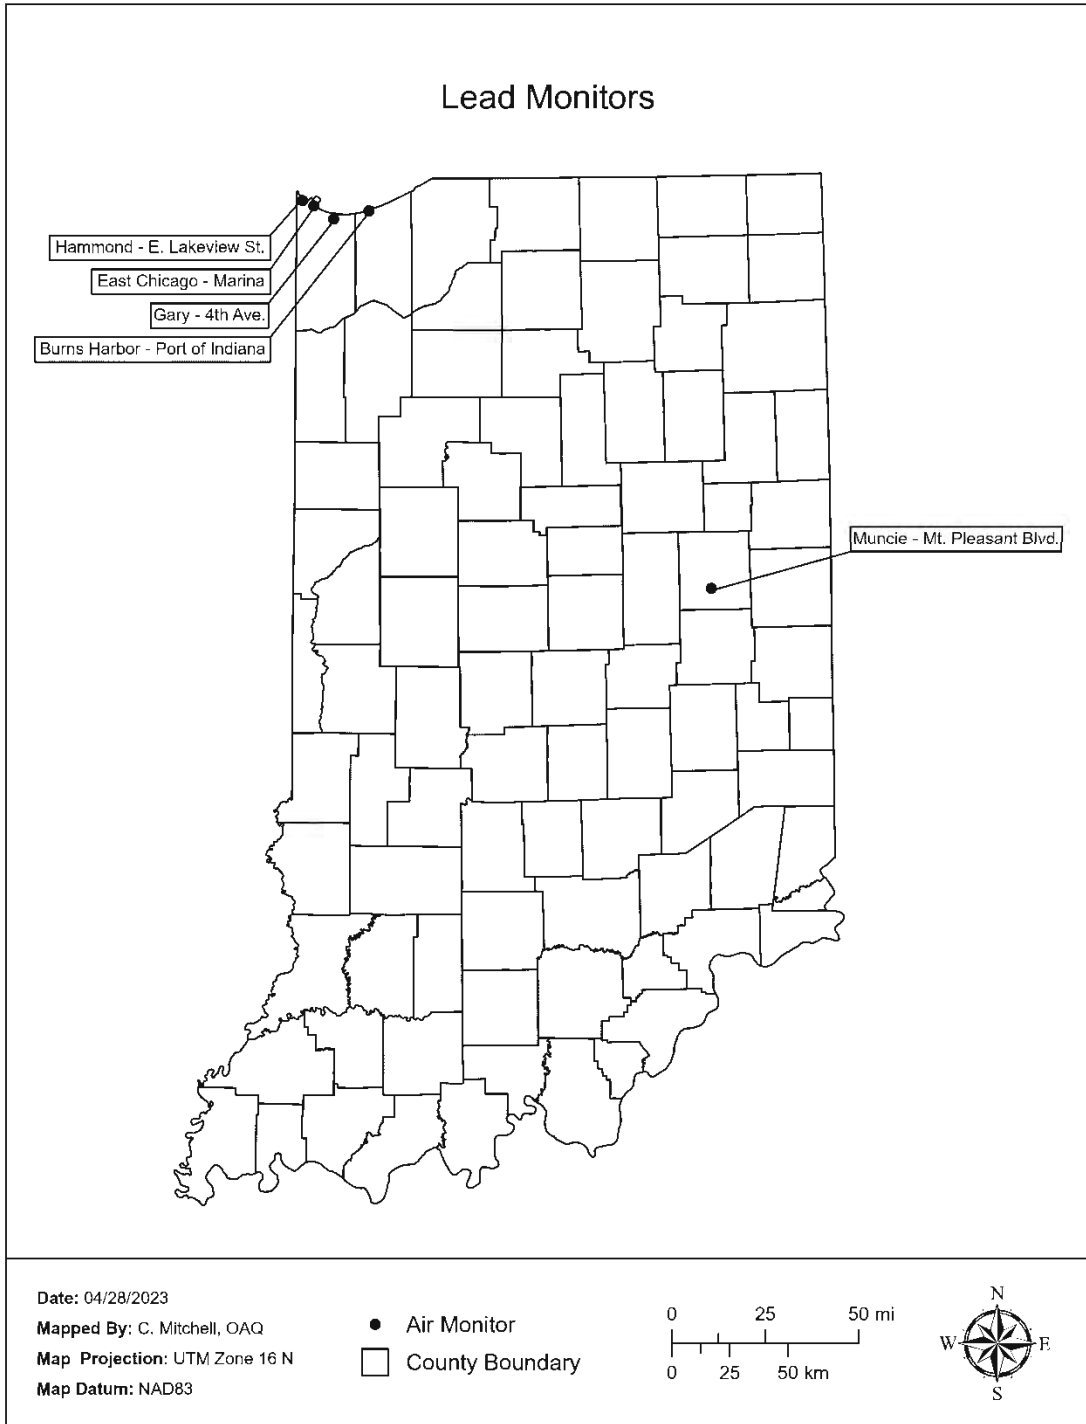 Lead Monitors
Hammond - E. Lakeview St.
East Chicago - Marina
Gary - 4th Ave.
Burns Harbor - Port of Indiana
Muncie - Mt. Pleasant Blvd.
Date: 04/28/2023
Mapped By: C. Mitchell, OAQ
Map Projection: UTM Zone 16 N
Map Datum: NAD83
Air Monitor
County Boundary
0 25 50 mi
0 25 50 km
N
W E
S